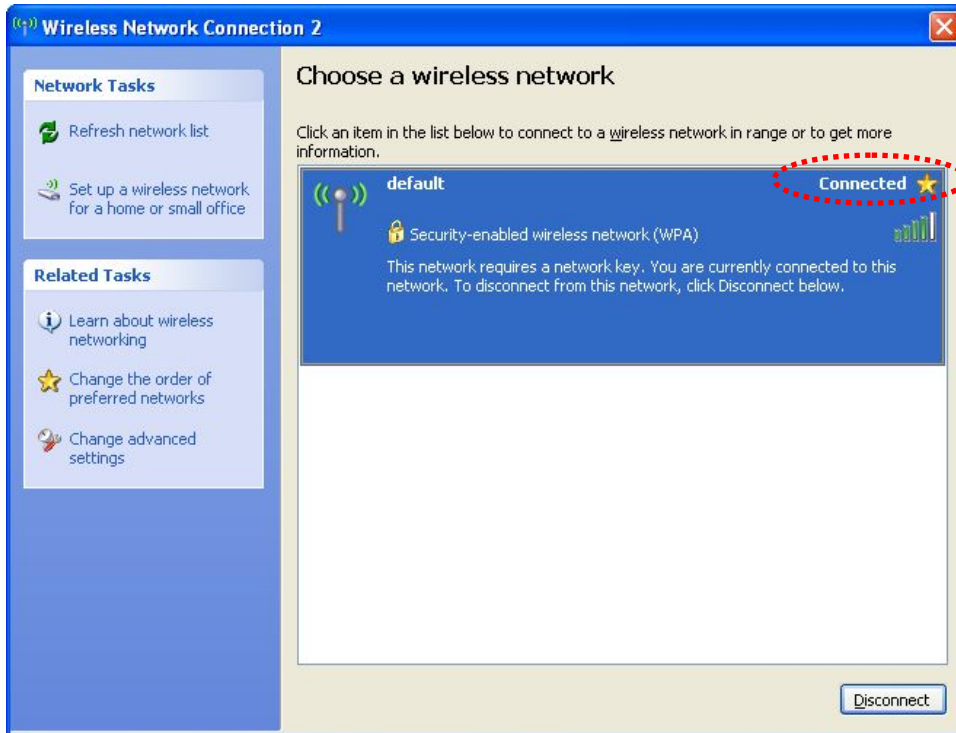 Wireless Network Connection 2
Network Tasks
Refresh network list
Set up a wireless network
for a home or small office
Related Tasks
Learn about wireless
networking
Change the order of
preferred networks
Change advanced
settings
Choose a wireless network
Click an item in the list below to connect to a wireless network in range or to get more
information.
default Connected
Security-enabled wireless network (WPA)
This network requires a network key. You are currently connected to this
network. To disconnect from this network, click Disconnect below.
Disconnect